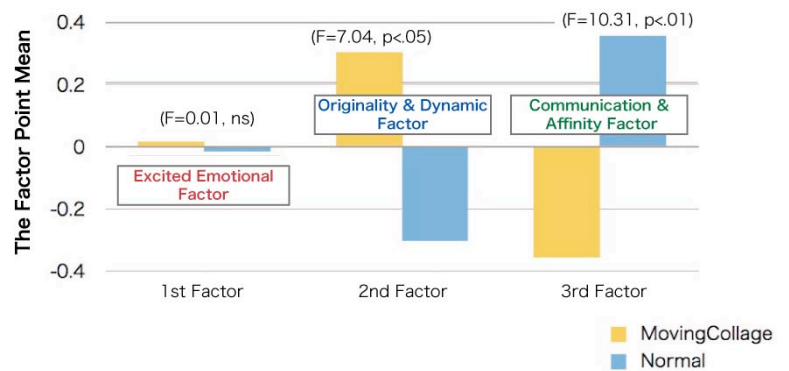 The Factor Point Mean
0.4
0.2
0
-0.2
-0.4
(F=0.01, ns)
(F=7.04, p<.05)
(F=10.31, p<.01)
Excited Emotional
Factor
Originality & Dynamic
Factor
Communication &
Affinity Factor
1st Factor
2nd Factor
3rd Factor
MovingCollage
Normal